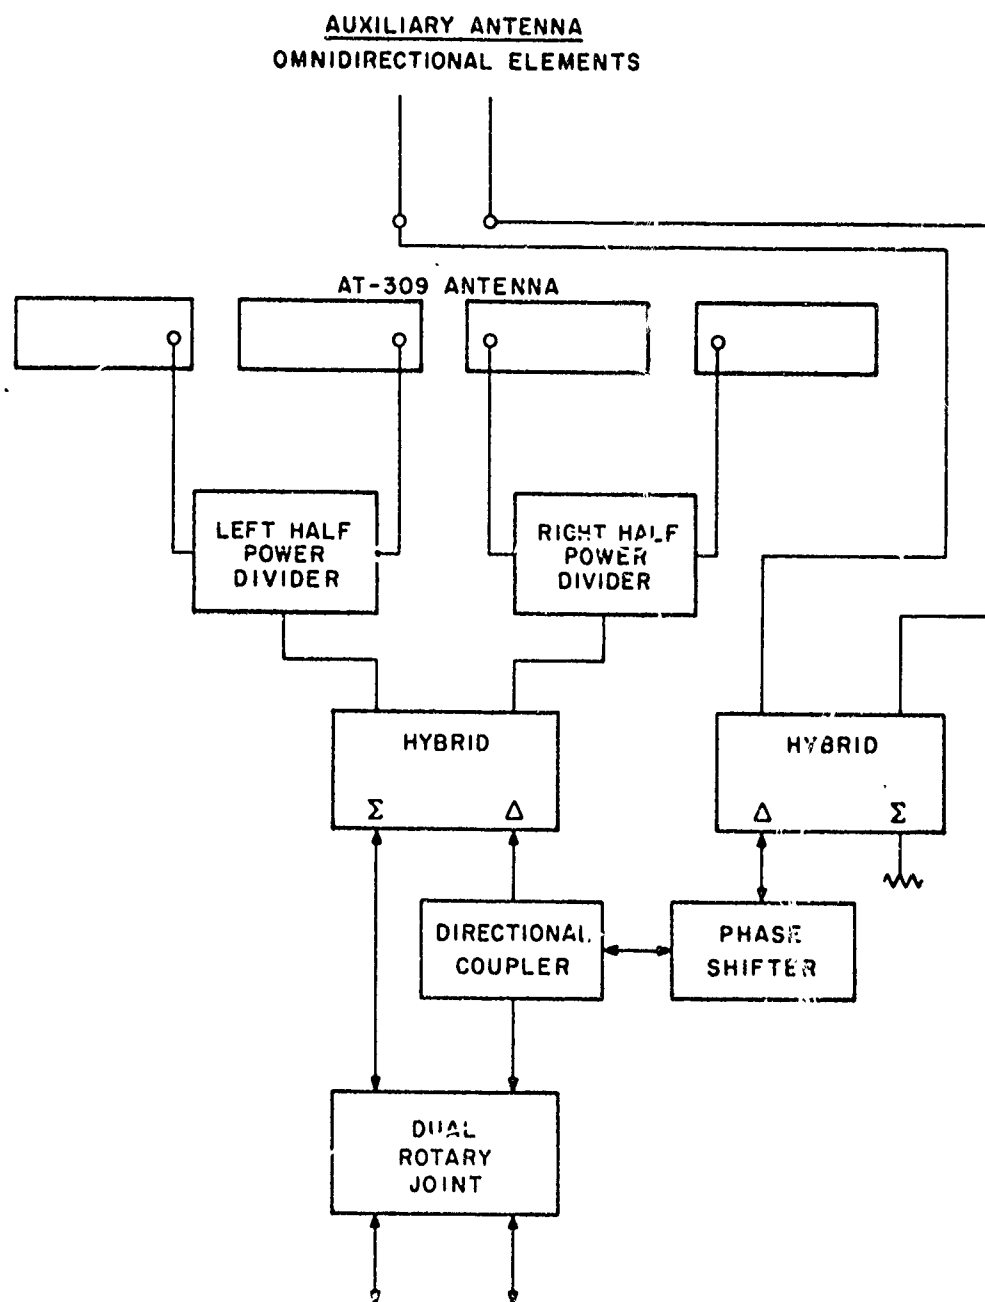 AUXILIARY ANTENNA
OMNIDIRECTIONAL ELEMENTS
AT-309 ANTENNA
LEFT HALF
POWER
DIVIDER
RIGHT HALF
POWER
DIVIDER
HYBRID
Σ Δ
HYBRID
Δ Σ
DIRECTIONAL
COUPLER
PHASE
SHIFTER
DUAL
ROTARY
JOINT